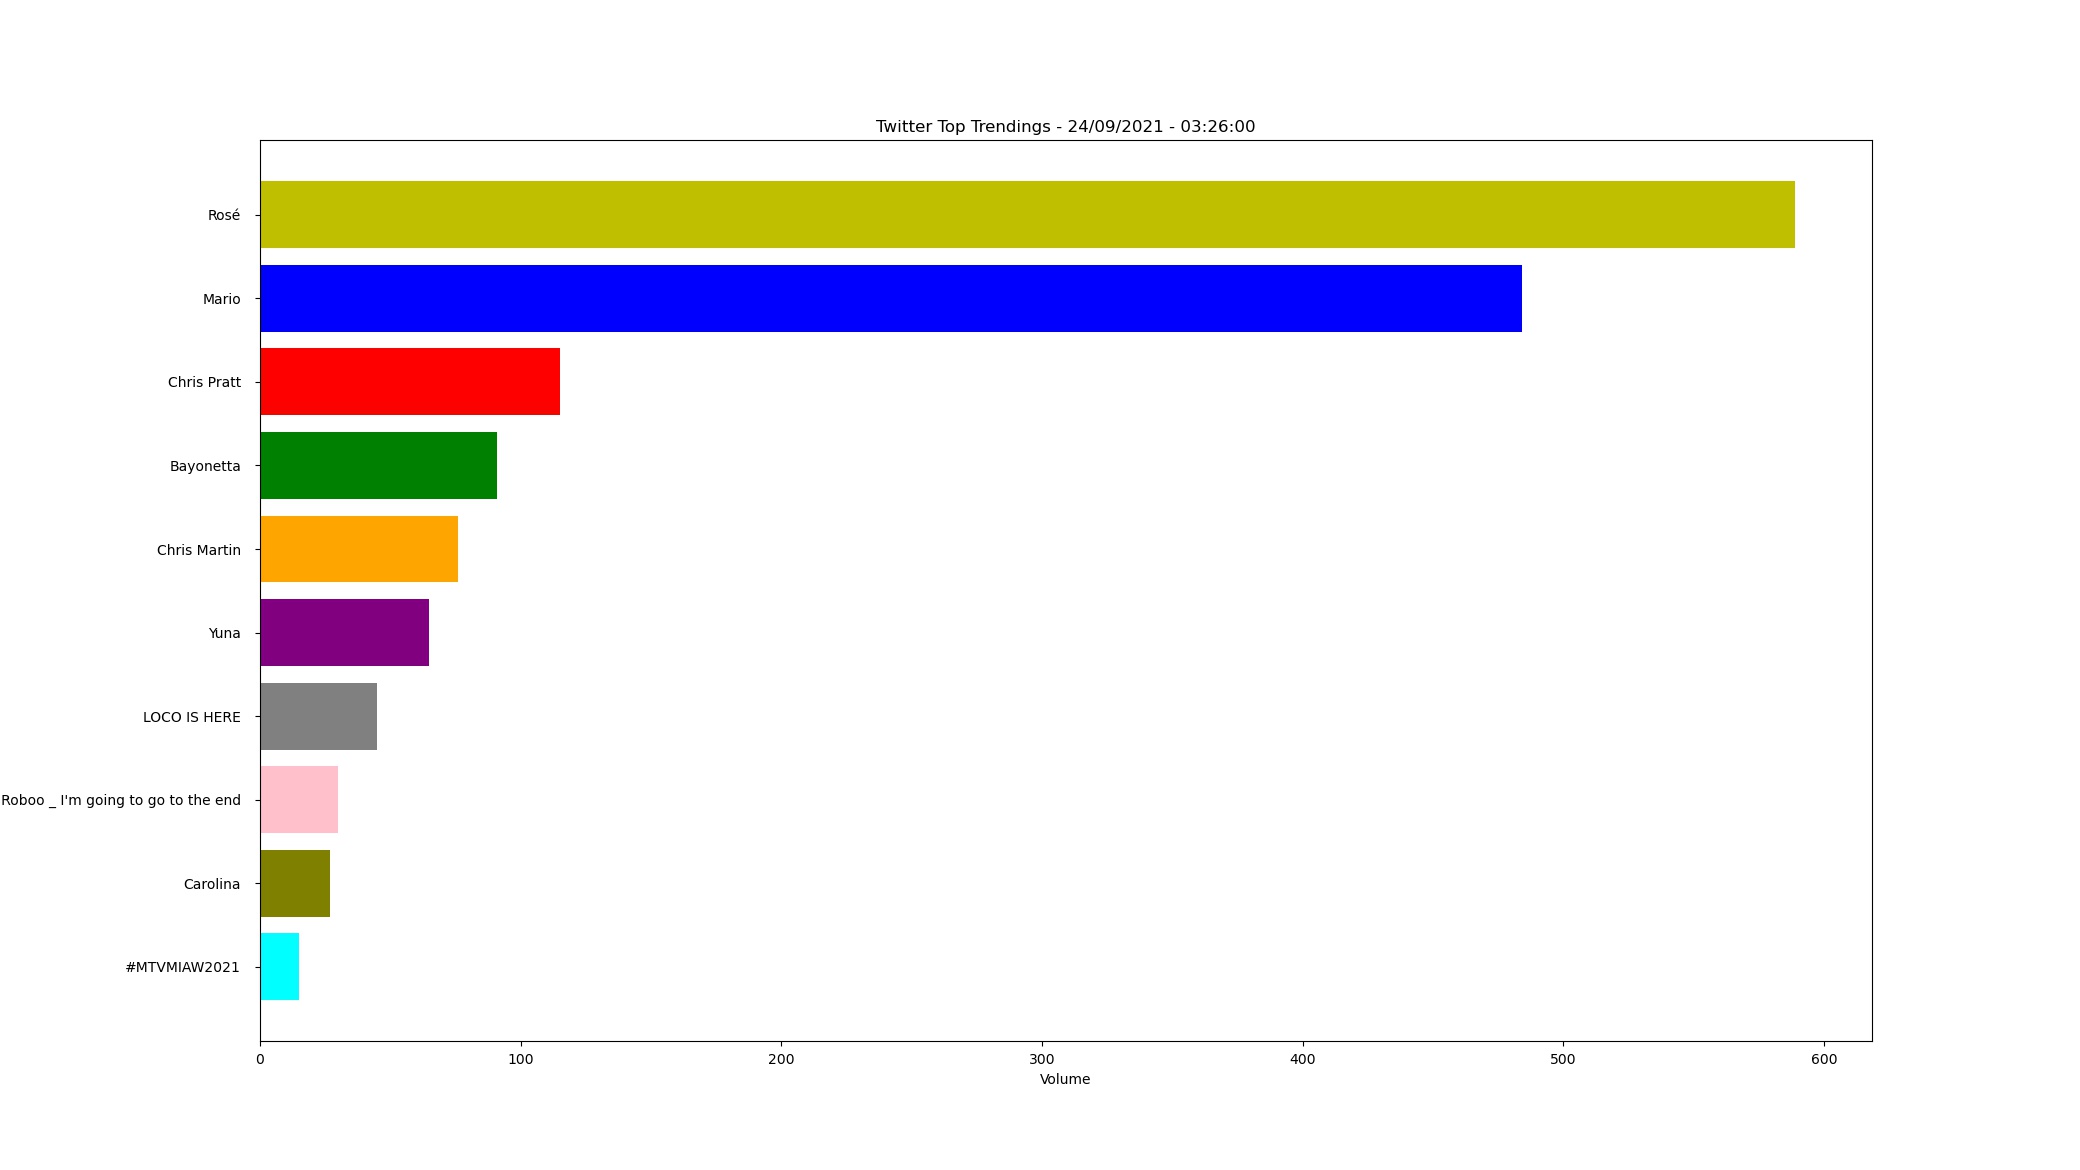 Twitter Top Trendings - 24/09/2021 - 03:26:00
Rosé
Mario
Chris Pratt
Bayonetta
Chris Martin
Yuna
LOCO IS HERE
Roboo _ I'm going to go to the end
Carolina
#MTVMIAW2021
0 100 200 300 400 500 600
Volume